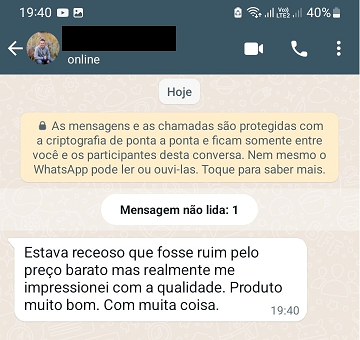 19:40
Vo))
LTE2
40%
online
Hoje
As mensagens e as chamadas são protegidas com
a criptografia de ponta a ponta e ficam somente entre
você e os participantes desta conversa. Nem mesmo o
WhatsApp pode ler ou ouvi-las. Toque para saber mais.
Mensagem não lida: 1
Estava receoso que fosse ruim pelo
preço barato mas realmente me
impressionei com a qualidade. Produto
muito bom. Com muita coisa.
19:40